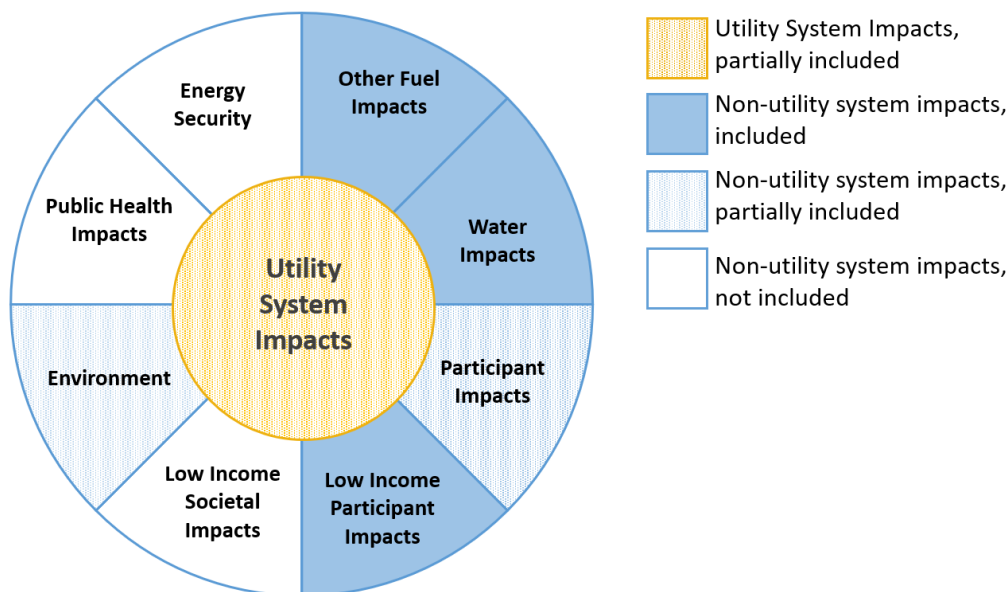 Energy
Security
Other Fuel
Impacts
Public Health
Impacts
Water
Impacts
Utility
System
Impacts
Environment
Participant
Impacts
Low Income
Societal
Impacts
Low Income
Participant
Impacts
Utility System Impacts,
partially included
Non-utility system impacts,
included
Non-utility system impacts,
partially included
Non-utility system impacts,
not included